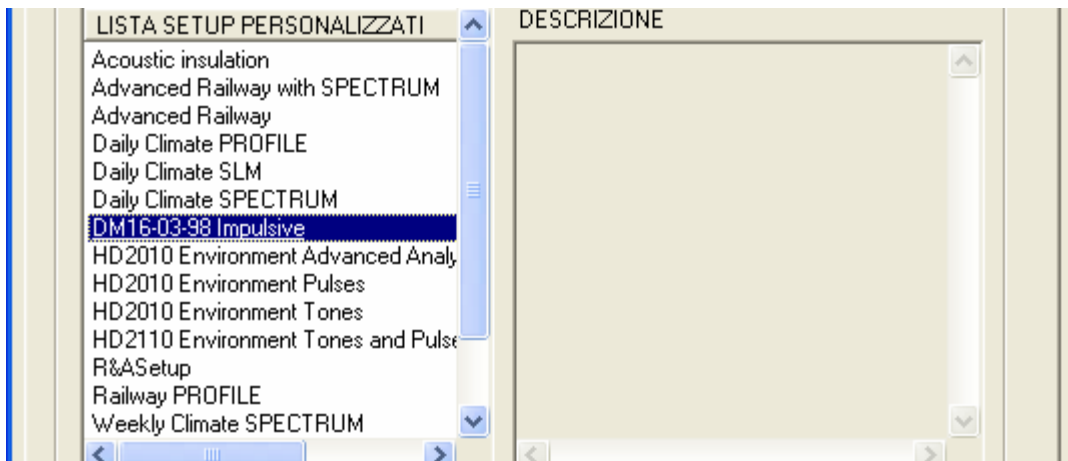 LISTA SETUP PERSONALIZZATI
Acoustic insulation
Advanced Railway with SPECTRUM
Advanced Railway
Daily Climate PROFILE
Daily Climate SLM
Daily Climate SPECTRUM
DM16-03-98 Impulsive
HD2010 Environment Advanced Analy
HD2010 Environment Pulses
HD2010 Environment Tones
HD2110 Environment Tones and Pulse
R&ASetup
Railway PROFILE
Weekly Climate SPECTRUM
DESCRIZIONE